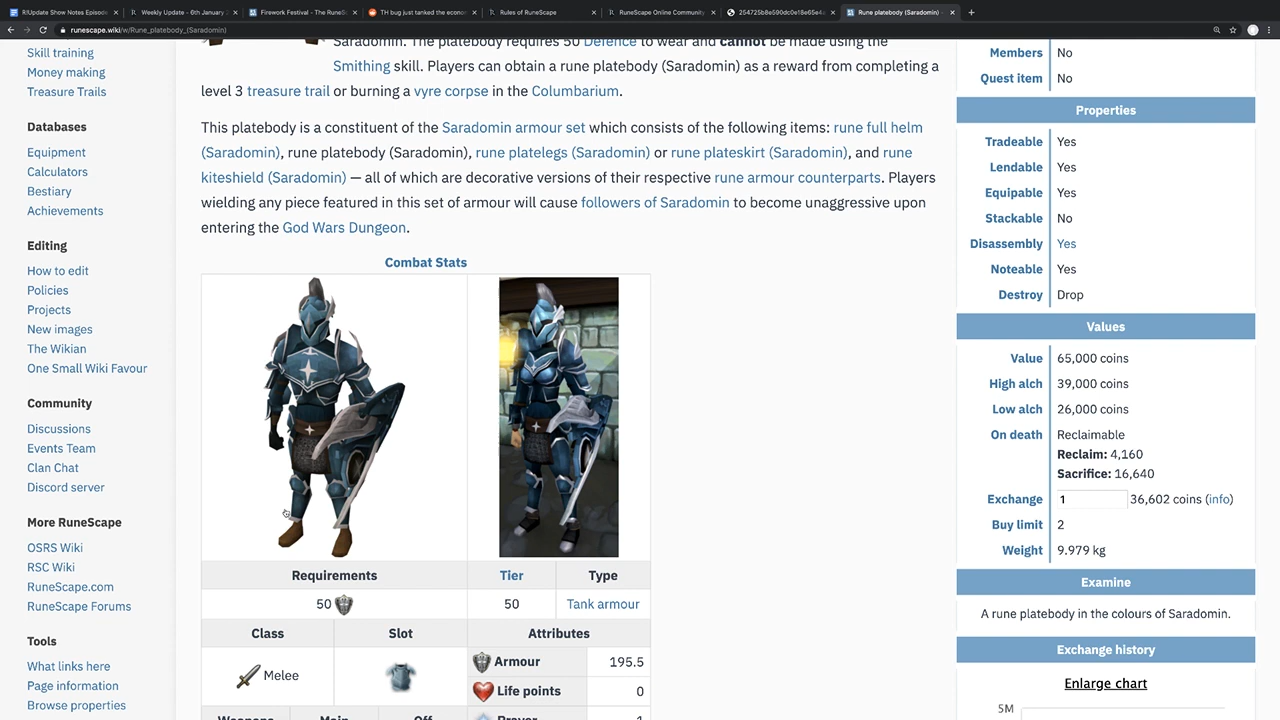 R!Update Show Notes Episode
Weekly Update - 6th January
Firework Festival - The RuneSc
TH bug just tanked the econom
Rules of RuneScape
RuneScape Online Community
254725b8e590dc0e18e65e4a
Rune platebody (Saradomin)
runescape.wiki/w/Rune_platebody_(Saradomin)
Skill training
Money making
Treasure Trails
Databases
Equipment
Calculators
Bestiary
Achievements
Editing
How to edit
Policies
Projects
New images
The Wikian
One Small Wiki Favour
Community
Discussions
Events Team
Clan Chat
Discord server
More RuneScape
OSRS Wiki
RSC Wiki
RuneScape.com
RuneScape Forums
Tools
What links here
Page information
Browse properties
Saradomin. The platebody requires 50 Defence to wear and cannot be made using the
Smithing skill. Players can obtain a rune platebody (Saradomin) as a reward from completing a
level 3 treasure trail or burning a vyre corpse in the Columbarium.
This platebody is a constituent of the Saradomin armour set which consists of the following items: rune full helm
(Saradomin), rune platebody (Saradomin), rune platelegs (Saradomin) or rune plateskirt (Saradomin), and rune
kiteshield (Saradomin) — all of which are decorative versions of their respective rune armour counterparts. Players
wielding any piece featured in this set of armour will cause followers of Saradomin to become unaggressive upon
entering the God Wars Dungeon.
Combat Stats
Requirements Tier Type
50 50 Tank armour
Class Slot Attributes
Melee Armour 195.5
Life points 0
Weapons Main Off Prayer 1
Members No
Quest item No
Properties
Tradeable Yes
Lendable Yes
Equipable Yes
Stackable No
Disassembly Yes
Noteable Yes
Destroy Drop
Values
Value 65,000 coins
High alch 39,000 coins
Low alch 26,000 coins
On death Reclaimable
Reclaim: 4,160
Sacrifice: 16,640
Exchange 1 36,602 coins (info)
Buy limit 2
Weight 9.979 kg
Examine
A rune platebody in the colours of Saradomin.
Exchange history
Enlarge chart
5M